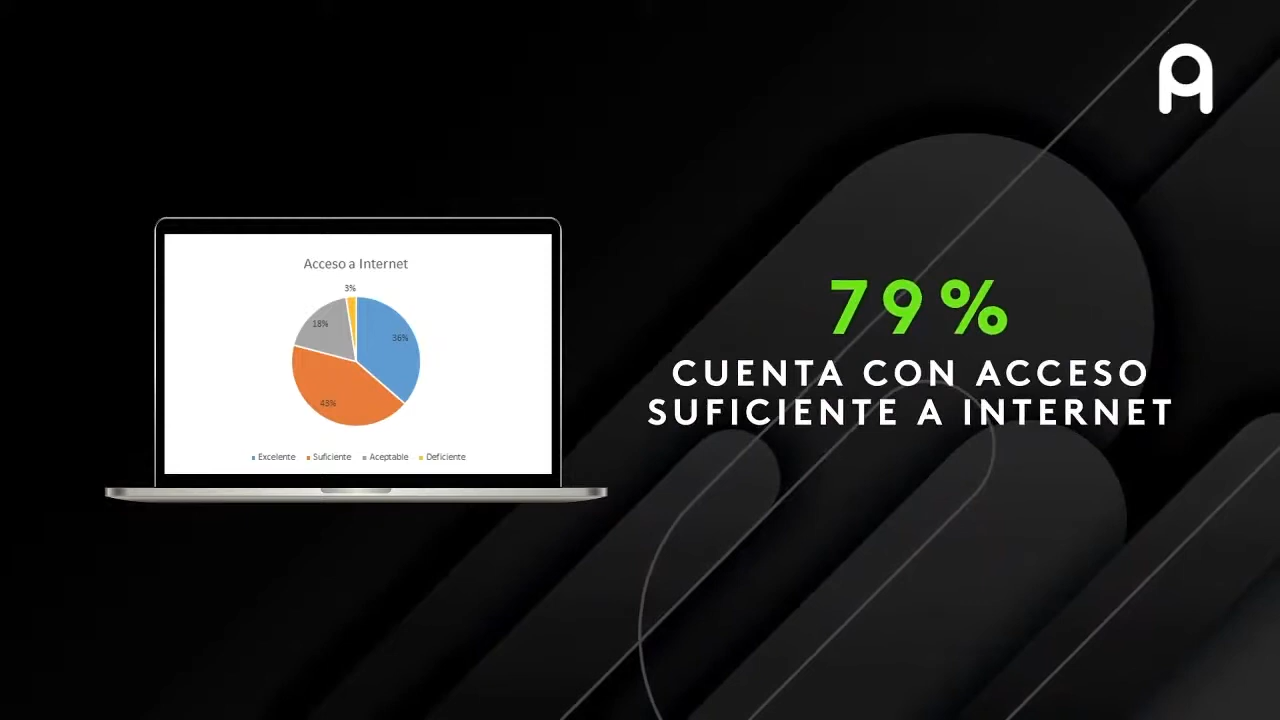 Acceso a Internet
3%
18%
36%
43%
Excelente Suficiente Aceptable Deficiente
79%
CUENTA CON ACCESO
SUFICIENTE A INTERNET